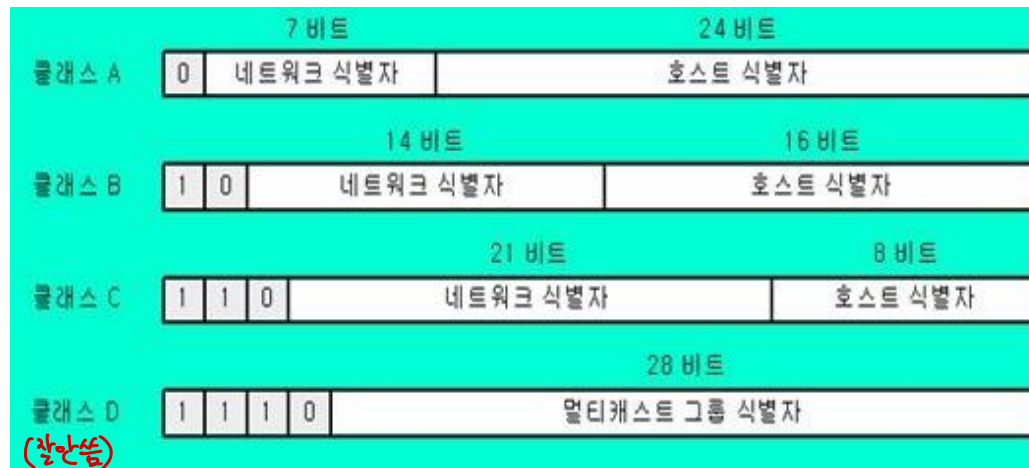 7 비트 24 비트
클래스 A 0 네트워크 식별자 호스트 식별자
14 비트 16 비트
클래스 B 1 0 네트워크 식별자 호스트 식별자
21 비트 8 비트
클래스 C 1 1 0 네트워크 식별자 호스트 식별자
28 비트
클래스 D 1 1 1 0 멀티캐스트 그룹 식별자
(잘안씀)